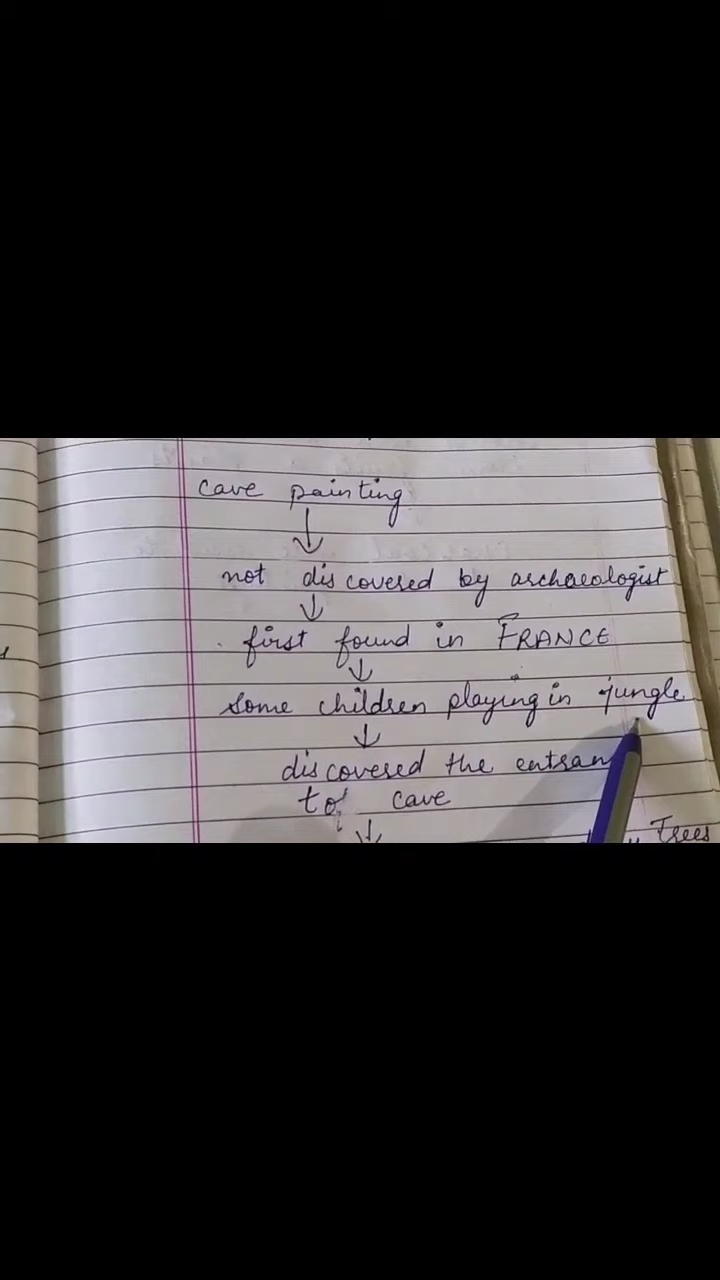 cave painting
↓
not discovered by archaeologist
↓
first found in FRANCE
↓
some children playing in jungle
↓
discovered the entran
to cave
↓
Trees